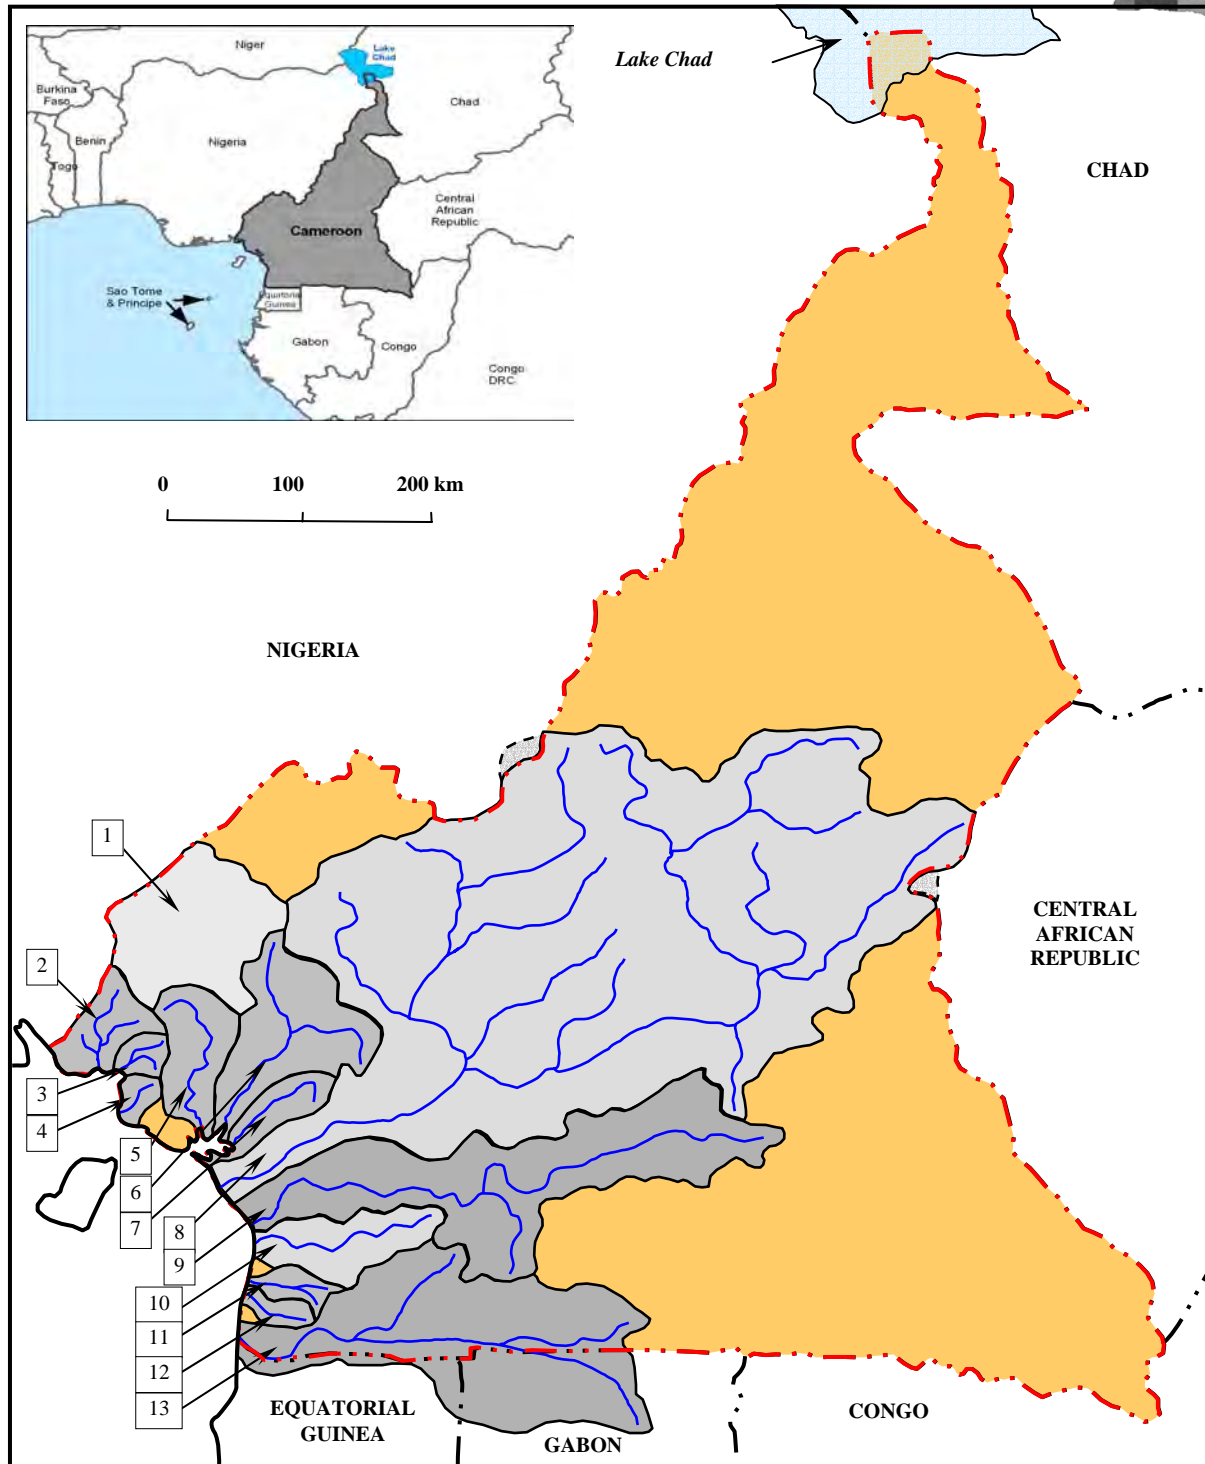 Niger
Lake
Chad
Burkina
Faso
Chad
Benin
Nigeria
Togo
Central
African
Republic
Cameroon
Sao Tome
& Principe
Equatorial
Guinea
Gabon
Congo
Congo
DRC
Lake Chad
CHAD
0 100 200 km
NIGERIA
1
2
CENTRAL
AFRICAN
REPUBLIC
3
4
5
6
7
8
9
10
11
12
13
EQUATORIAL
GUINEA
GABON
CONGO